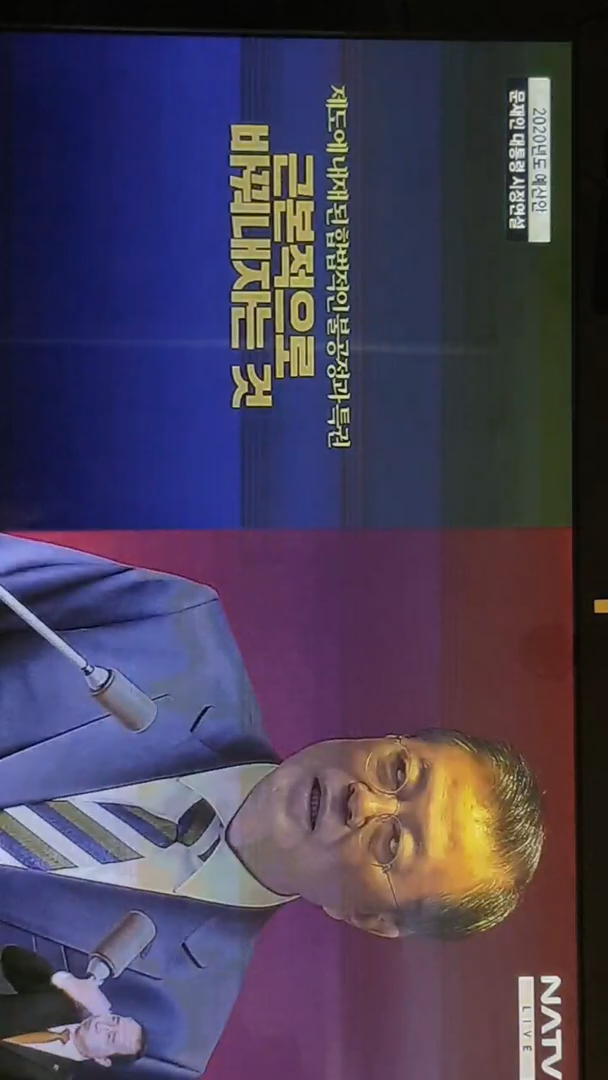 2020년도 예산안
문재인 대통령 시정연설
제도에 내재 된 합법적인 불공정과 특권
근본적으로
바꿔내자는 것
NATV
LIVE